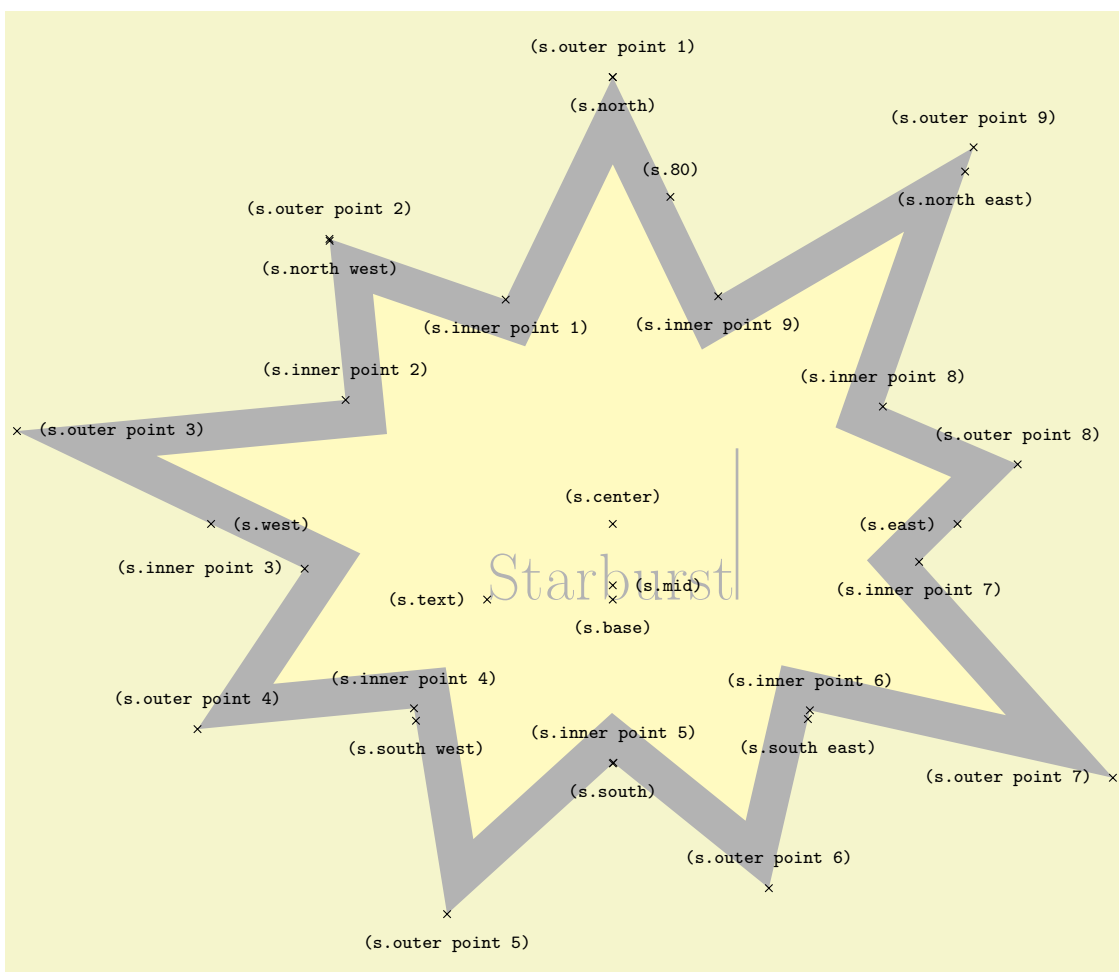 (s.outer point 1)
(s.north)
(s.outer point 9)
(s.80)
(s.north east)
(s.outer point 2)
(s.north west)
(s.inner point 1)
(s.inner point 9)
(s.inner point 2)
(s.inner point 8)
(s.outer point 3)
(s.outer point 8)
(s.center)
(s.west)
(s.east)
(s.inner point 3)
Starburst
(s.mid)
(s.inner point 7)
(s.text)
(s.base)
(s.inner point 4)
(s.inner point 6)
(s.outer point 4)
(s.inner point 5)
(s.south west)
(s.south east)
(s.outer point 7)
(s.south)
(s.outer point 6)
(s.outer point 5)